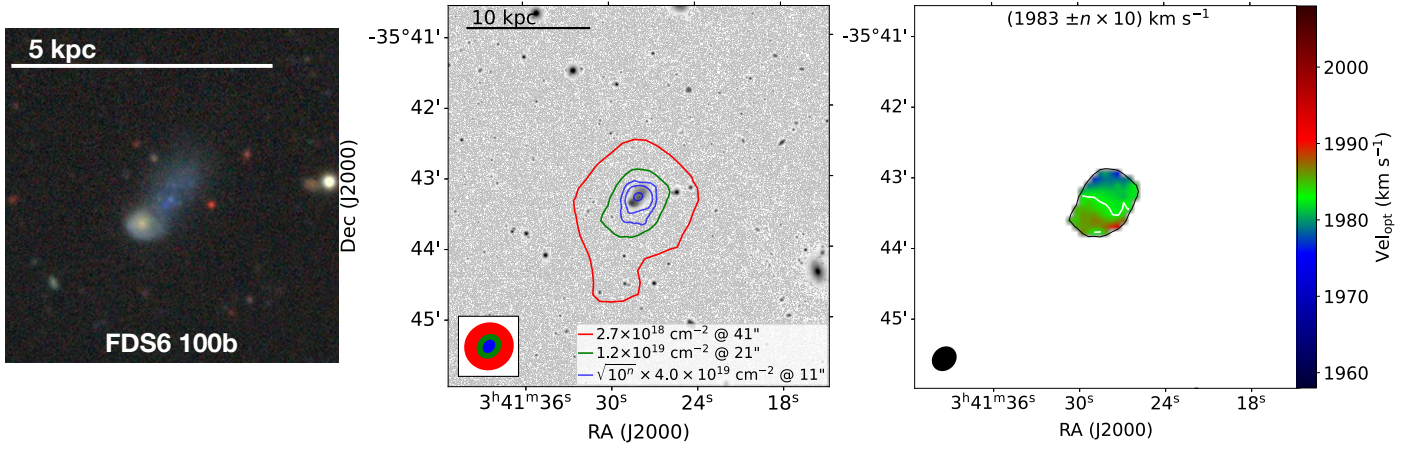 5 kpc
FDS6 100b
10 kpc
-35°41'
42'
43'
44'
45'
Dec (J2000)
2.7×10¹⁸ cm⁻² @ 41"
1.2×10¹⁹ cm⁻² @ 21"
√10ⁿ × 4.0 × 10¹⁹ cm⁻² @ 11"
3ʰ41ᵐ36ˢ
30ˢ
24ˢ
18ˢ
RA (J2000)
(1983 ±n × 10) km s⁻¹
-35°41'
42'
43'
44'
45'
3ʰ41ᵐ36ˢ
30ˢ
24ˢ
18ˢ
RA (J2000)
2000
1990
1980
1970
1960
Vel_opt (km s⁻¹)